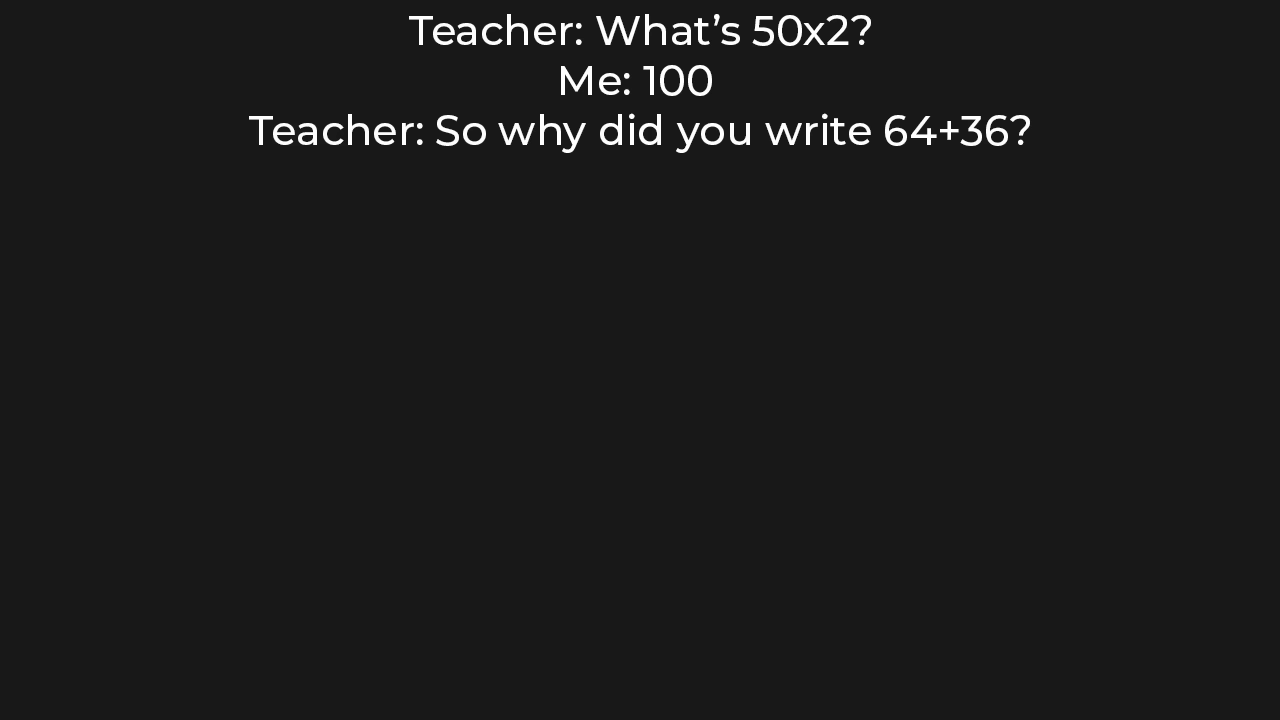 Teacher: What’s 50x2?
Me: 100
Teacher: So why did you write 64+36?